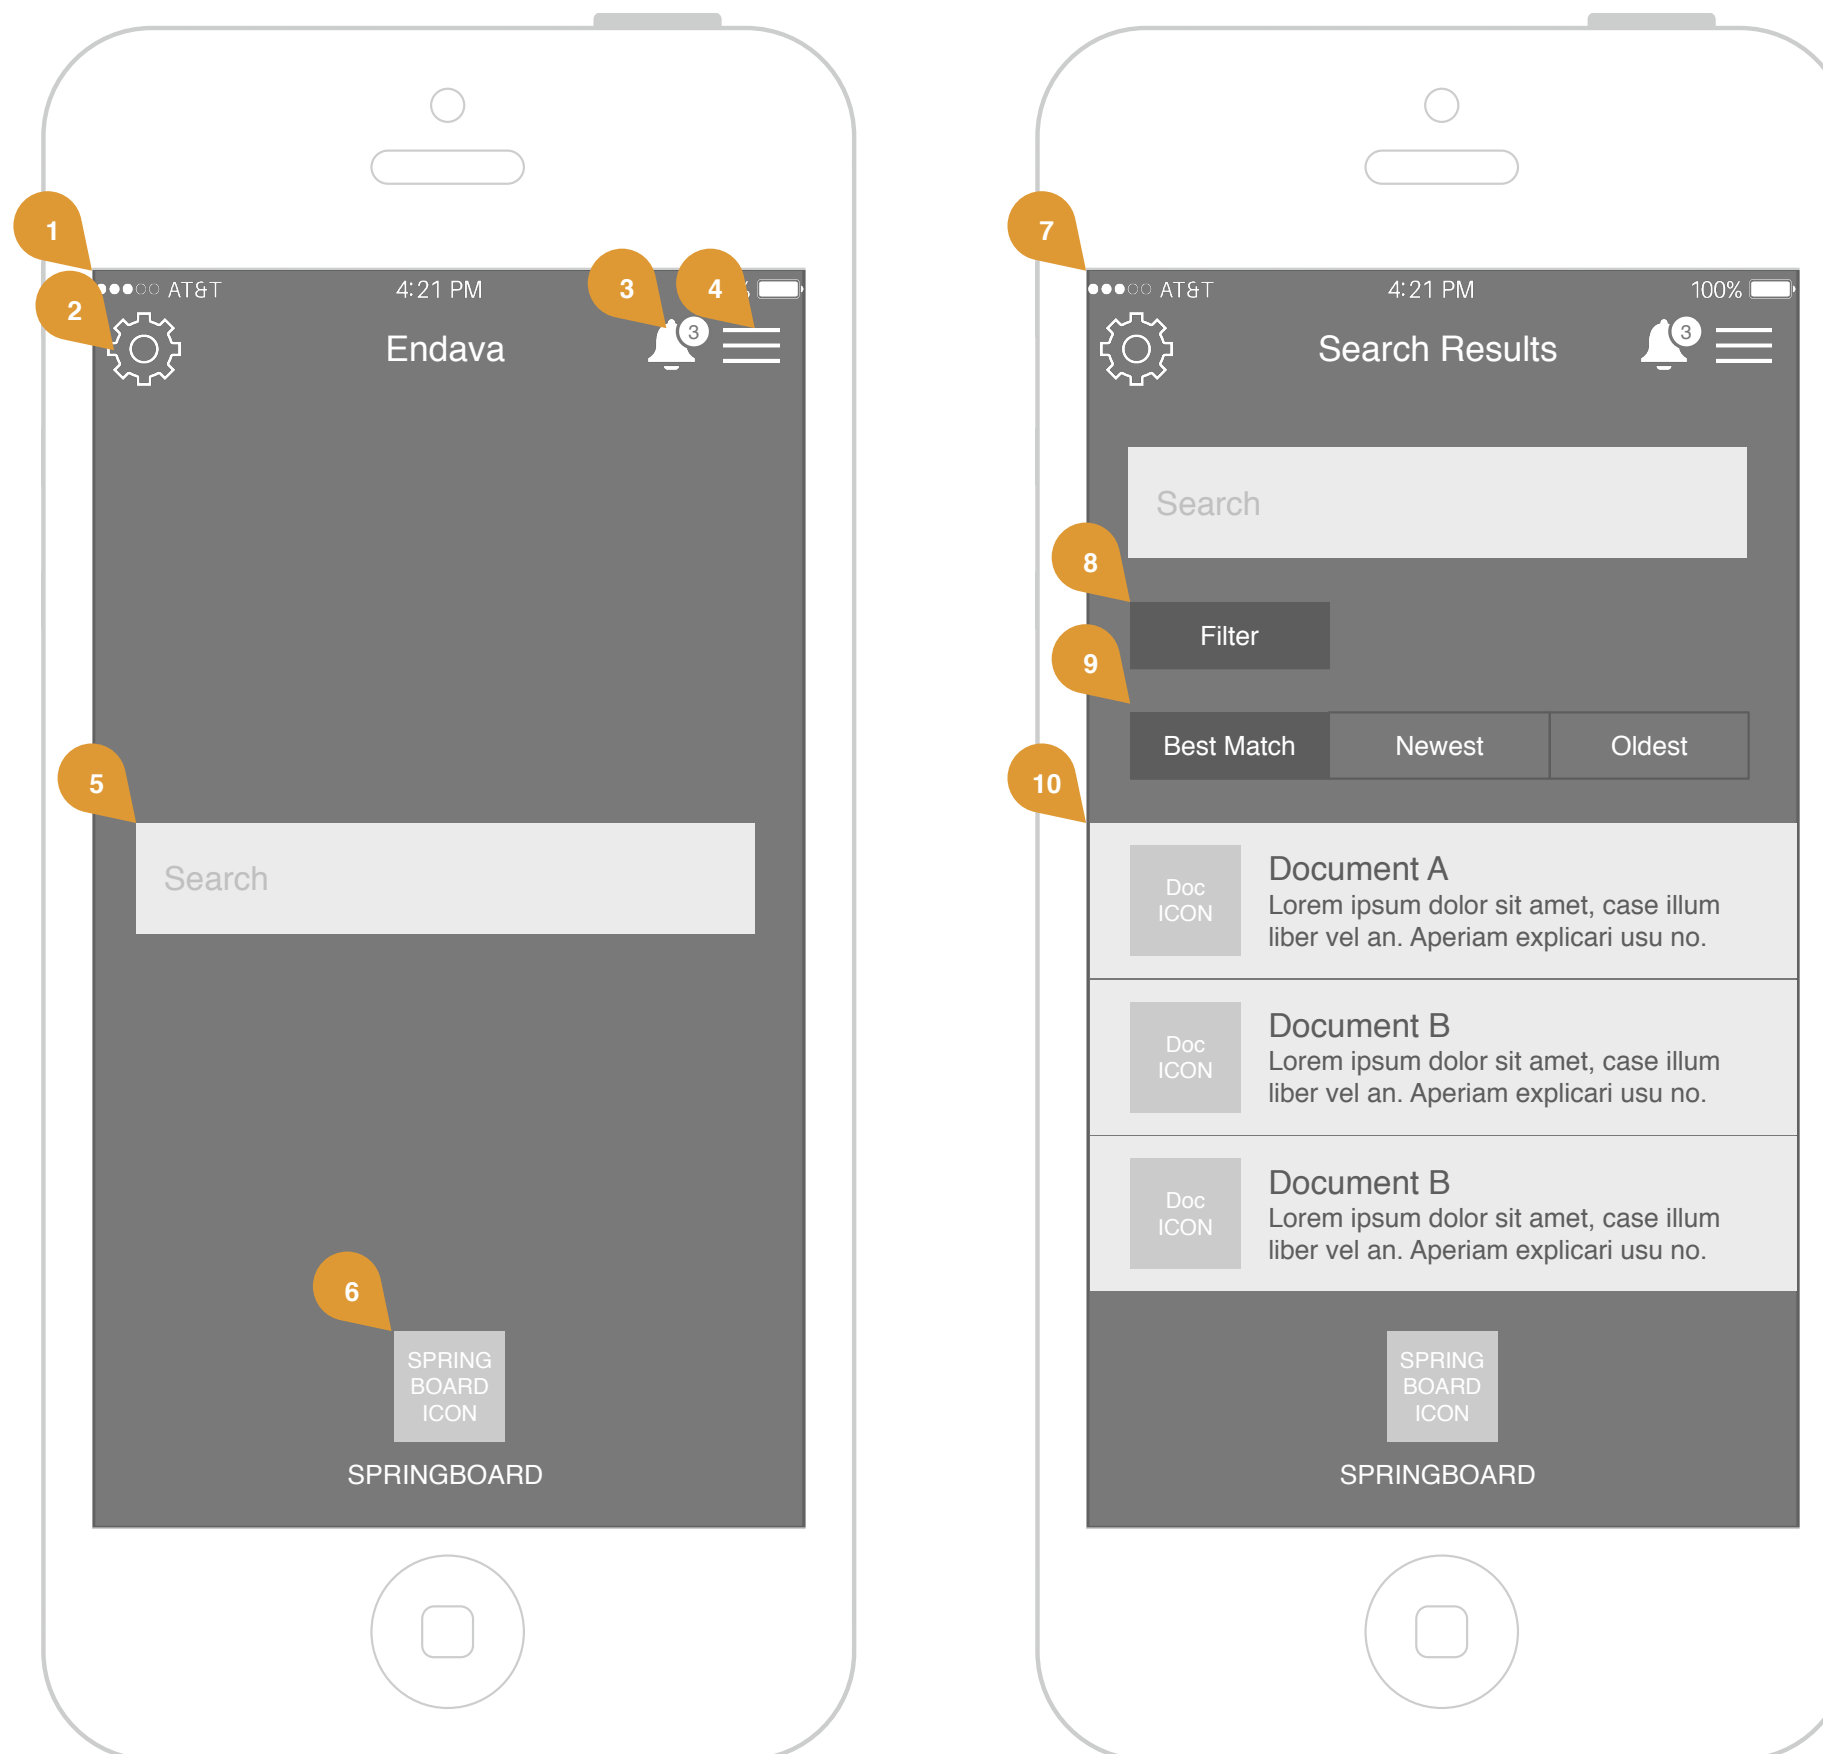 1
AT&T 4:21 PM %
2
3
4
3
Endava
5
Search
6
SPRING
BOARD
ICON
SPRINGBOARD
7
AT&T 4:21 PM 100%
Search Results
3
Search
8
Filter
9
Best Match Newest Oldest
10
Doc
ICON
Document A
Lorem ipsum dolor sit amet, case illum
liber vel an. Aperiam explicari usu no.
Doc
ICON
Document B
Lorem ipsum dolor sit amet, case illum
liber vel an. Aperiam explicari usu no.
Doc
ICON
Document B
Lorem ipsum dolor sit amet, case illum
liber vel an. Aperiam explicari usu no.
SPRING
BOARD
ICON
SPRINGBOARD